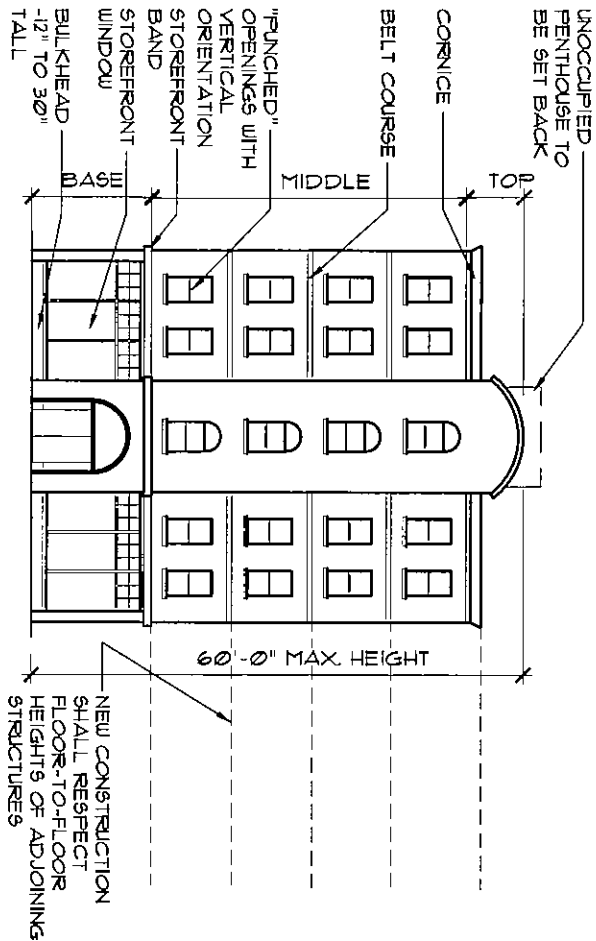 UNOCCUPIED
PENTHOUSE TO
BE SET BACK
CORNICE
BELT COURSE
"PUNCHED"
OPENINGS WITH
VERTICAL
ORIENTATION
STOREFRONT
BAND
STOREFRONT
WINDOW
BULKHEAD
-12" TO 30"
TALL
TOP
MIDDLE
BASE
60'-0" MAX. HEIGHT
NEW CONSTRUCTION
SHALL RESPECT
FLOOR-TO-FLOOR
HEIGHTS OF ADJOINING
STRUCTURES